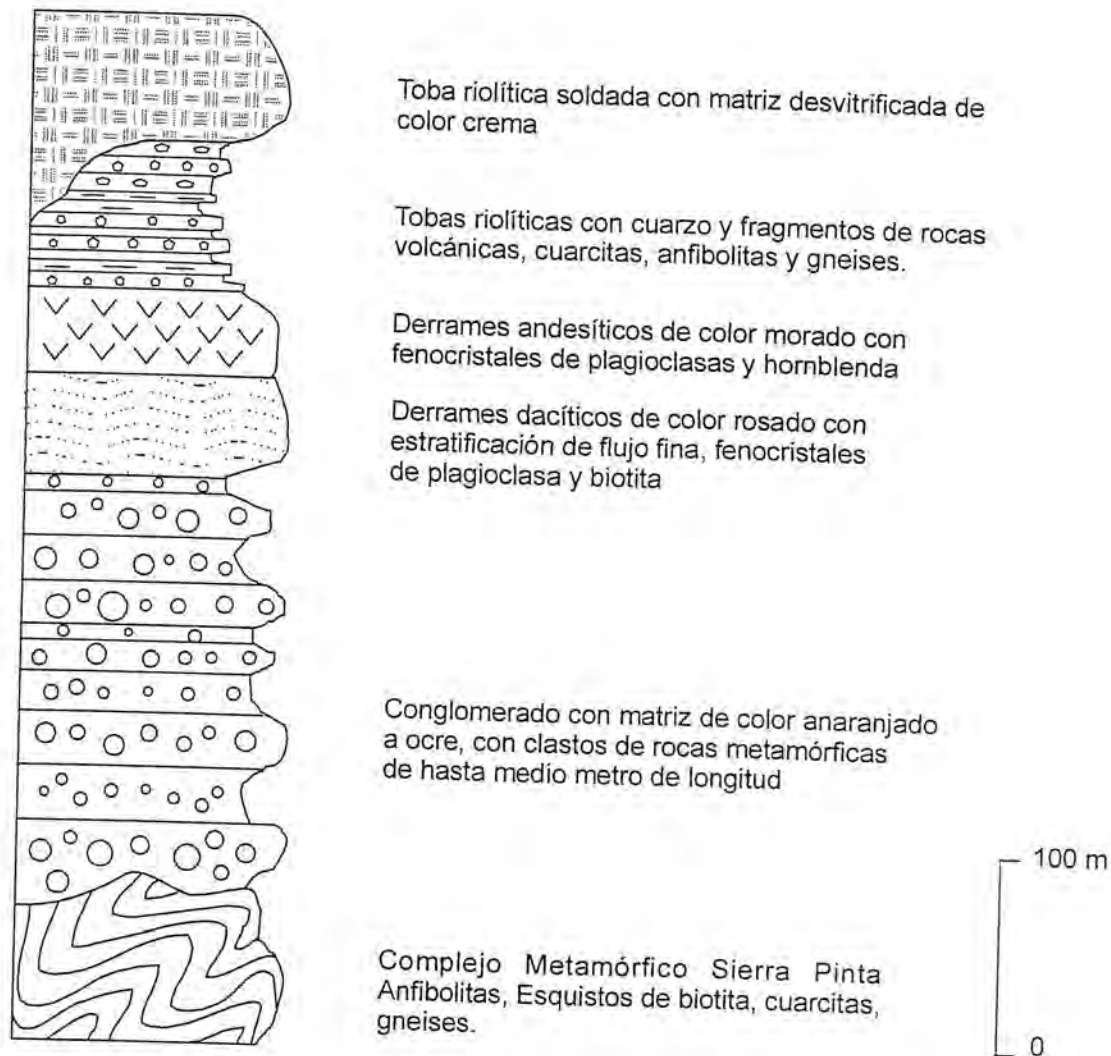 Toba riolítica soldada con matriz desvitrificada de
color crema
Tobas riolíticas con cuarzo y fragmentos de rocas
volcánicas, cuarcitas, anfibolitas y gneises.
Derrames andesíticos de color morado con
fenocristales de plagioclasas y hornblenda
Derrames dacíticos de color rosado con
estratificación de flujo fina, fenocristales
de plagioclasa y biotita
Conglomerado con matriz de color anaranjado
a ocre, con clastos de rocas metamórficas
de hasta medio metro de longitud
100 m
Complejo Metamórfico Sierra Pinta
Anfibolitas, Esquistos de biotita, cuarcitas,
gneises.
0